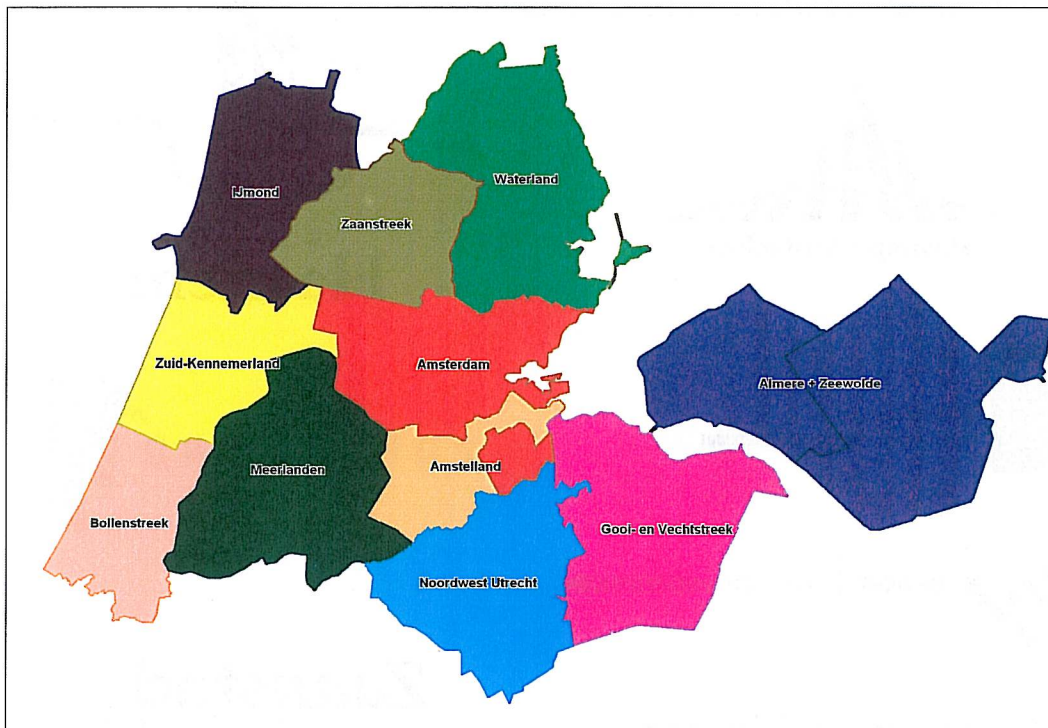 Waterland
IJmond
Zaanstreek
Zuid-Kennemerland
Amsterdam
Almere + Zeewolde
Meerlanden
Amstelland
Bollenstreek
Gooi- en Vechtstreek
Noordwest Utrecht